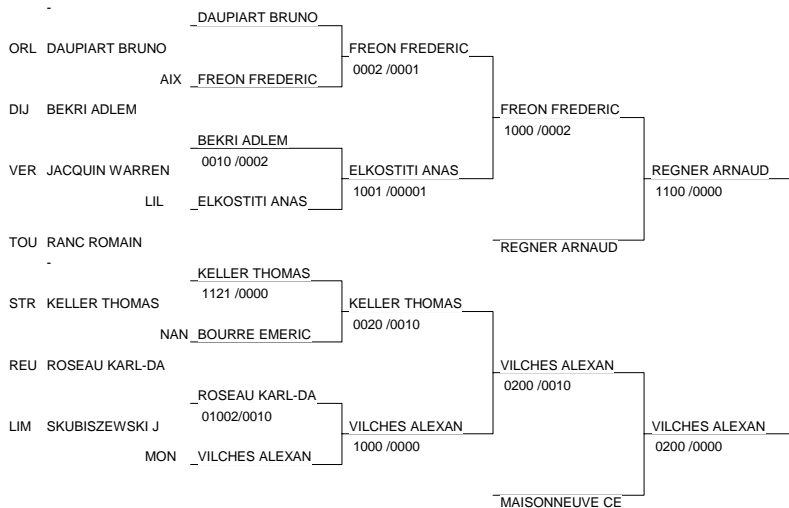 -
DAUPIART BRUNO
ORL DAUPIART BRUNO
FREON FREDERIC
0002 /0001
AIX FREON FREDERIC
DIJ BEKRI ADLEM
FREON FREDERIC
1000 /0002
BEKRI ADLEM
0010 /0002
VER JACQUIN WARREN
ELKOSTITI ANAS
1001 /00001
REGNER ARNAUD
1100 /0000
LIL ELKOSTITI ANAS
TOU RANC ROMAIN
REGNER ARNAUD
-
KELLER THOMAS
1121 /0000
STR KELLER THOMAS
KELLER THOMAS
0020 /0010
NAN BOURRE EMERIC
REU ROSEAU KARL-DA
VILCHES ALEXAN
0200 /0010
ROSEAU KARL-DA
01002/0010
LIM SKUBISZEWSKI J
VILCHES ALEXAN
1000 /0000
VILCHES ALEXAN
0200 /0000
MON VILCHES ALEXAN
MAISONNEUVE CE